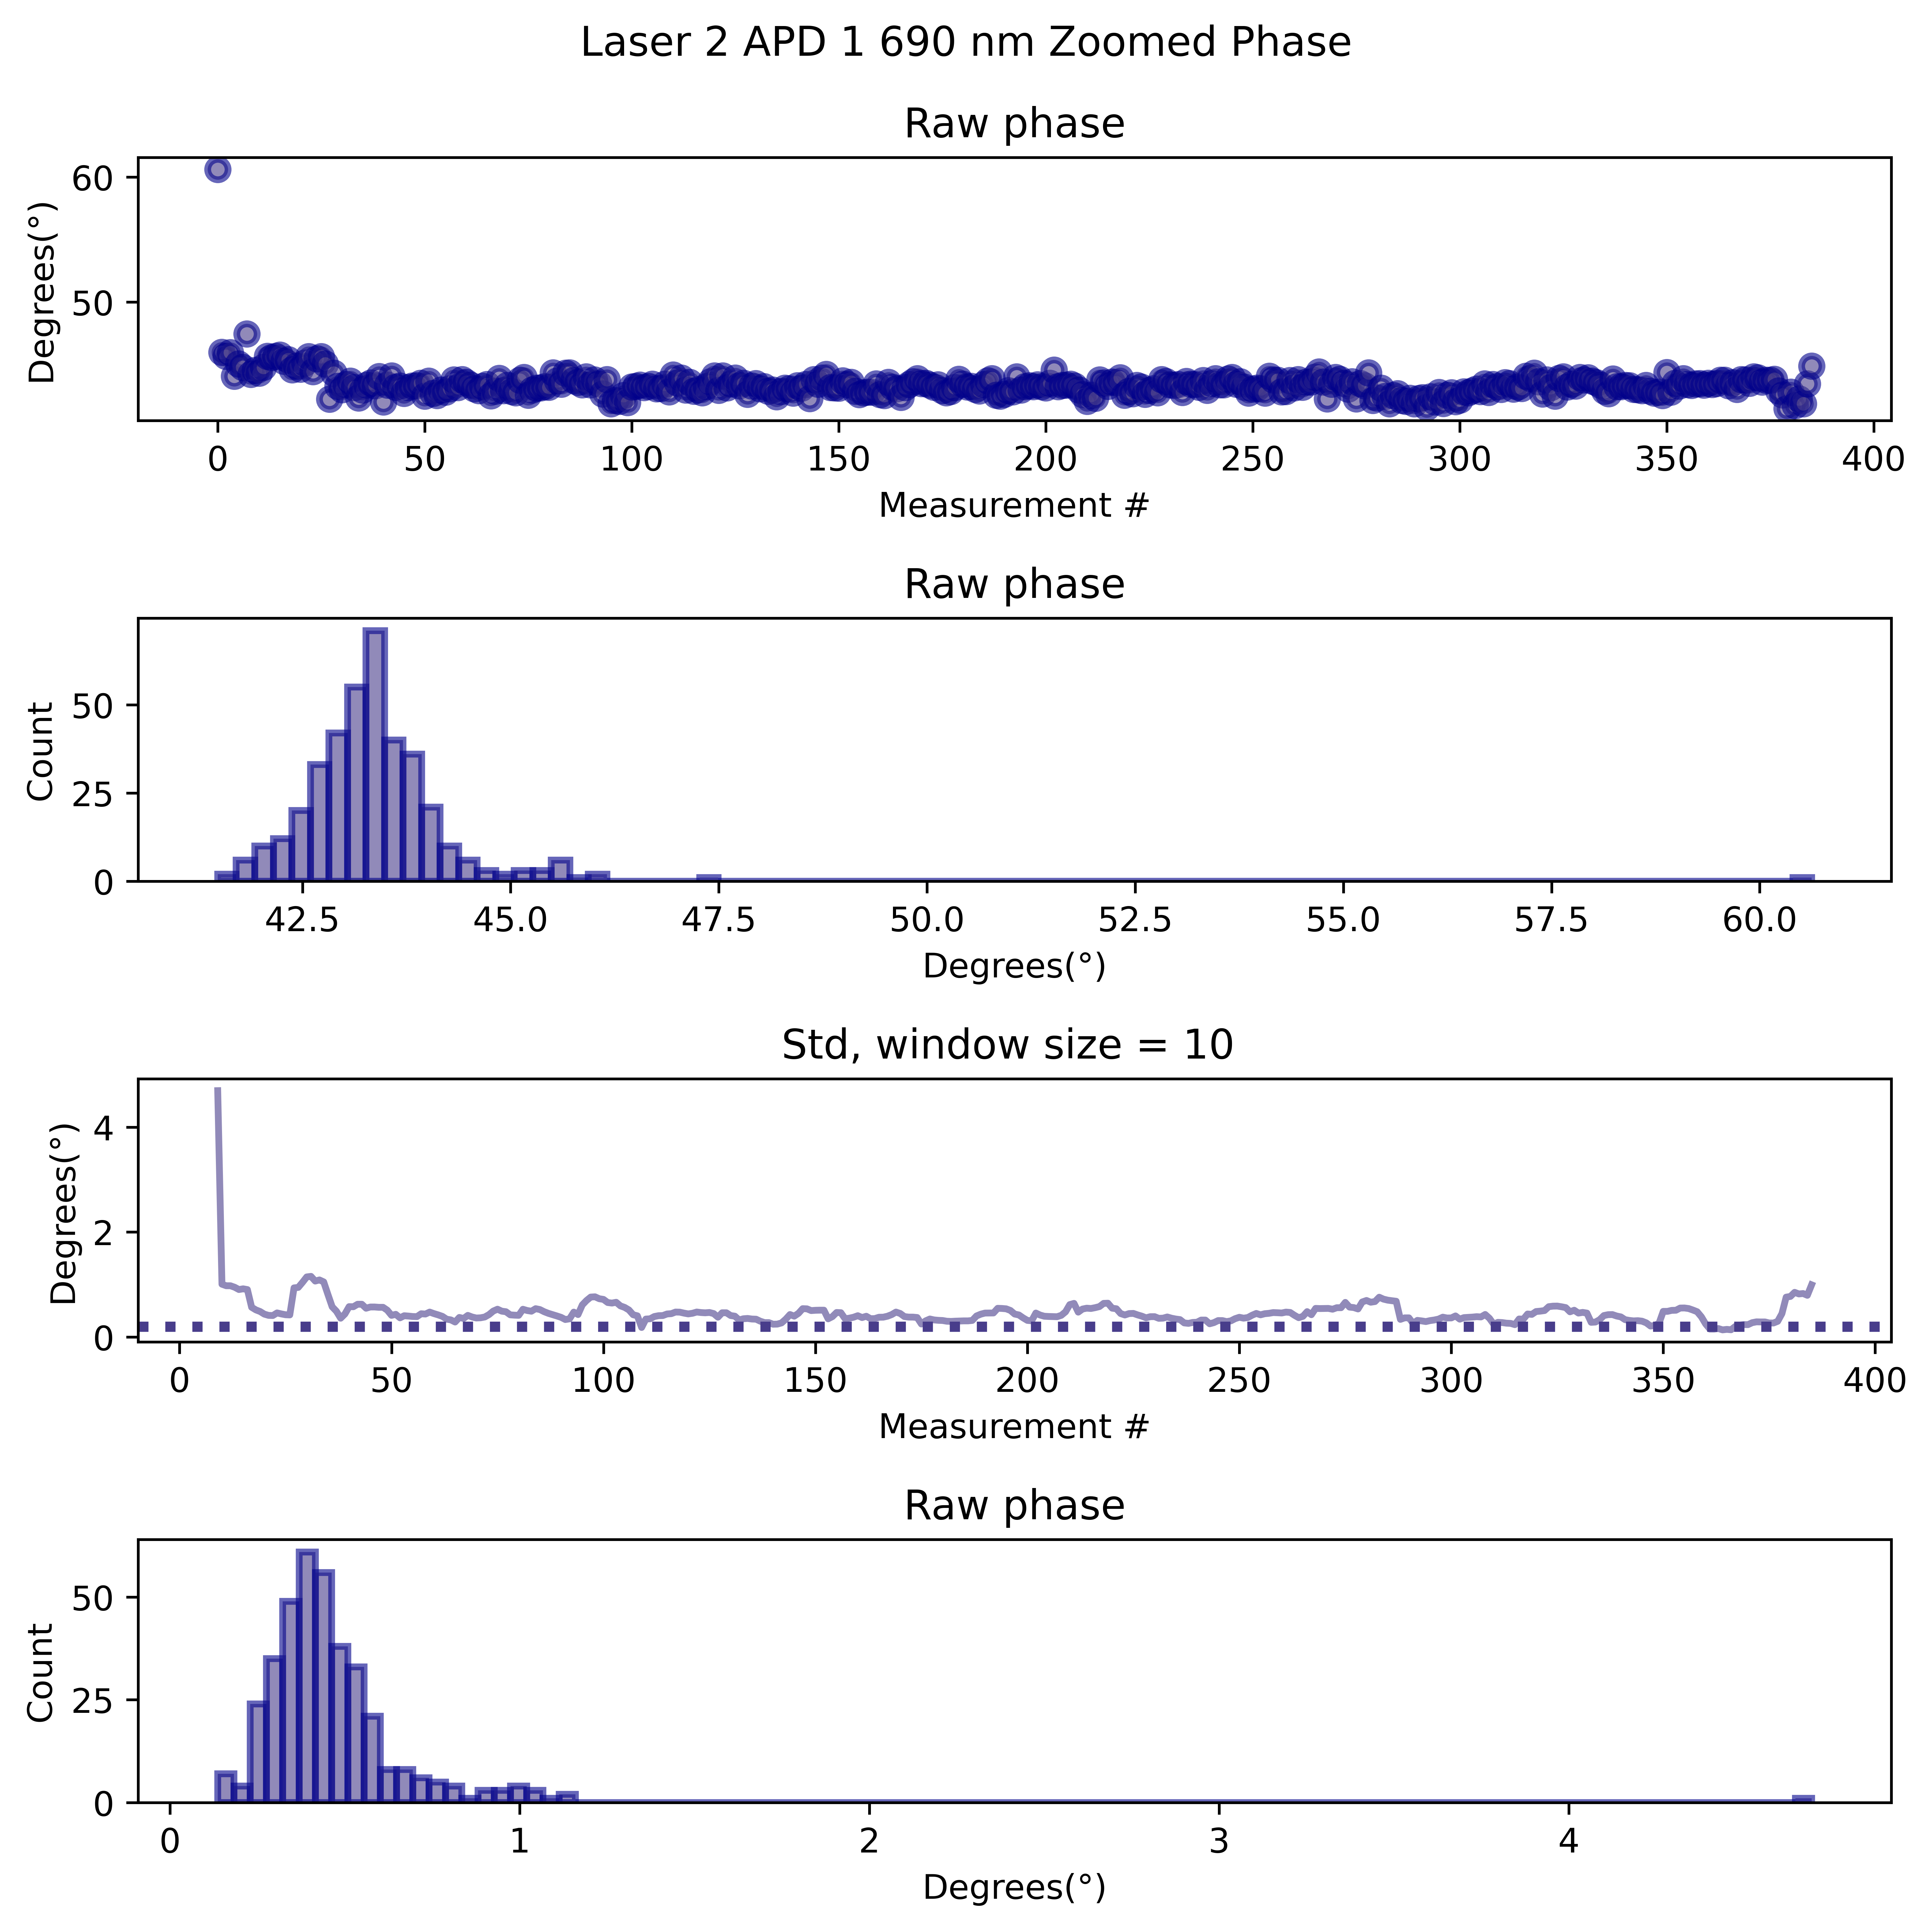 Laser 2 APD 1 690 nm Zoomed Phase
Raw phase
60
50
Degrees(°)
0 50 100 150 200 250 300 350 400
Measurement #
Raw phase
50
25
0
Count
42.5 45.0 47.5 50.0 52.5 55.0 57.5 60.0
Degrees(°)
Std, window size = 10
4
2
0
Degrees(°)
0 50 100 150 200 250 300 350 400
Measurement #
Raw phase
50
25
0
Count
0 1 2 3 4
Degrees(°)